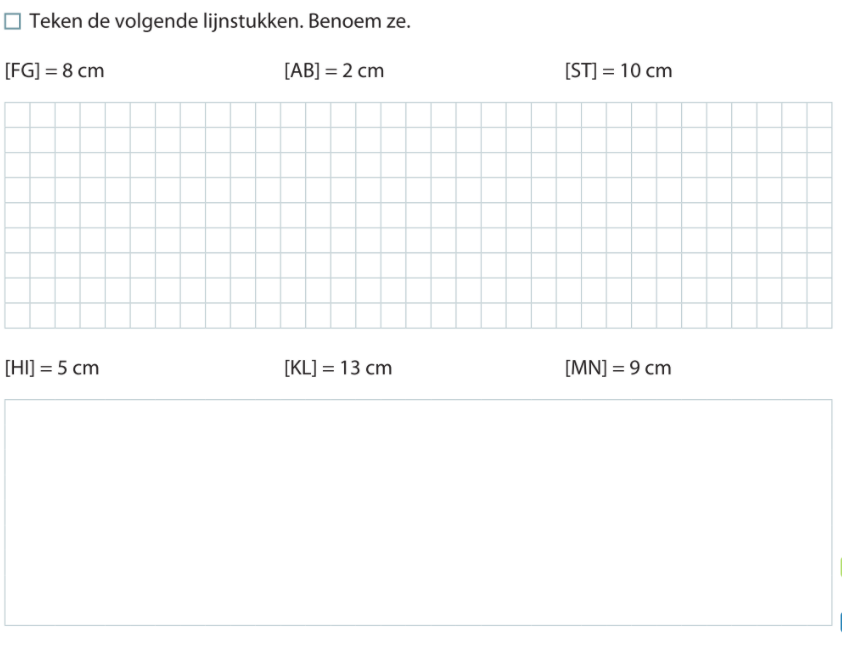 Teken de volgende lijnstukken. Benoem ze.
[FG] = 8 cm [AB] = 2 cm [ST] = 10 cm
[HI] = 5 cm [KL] = 13 cm [MN] = 9 cm